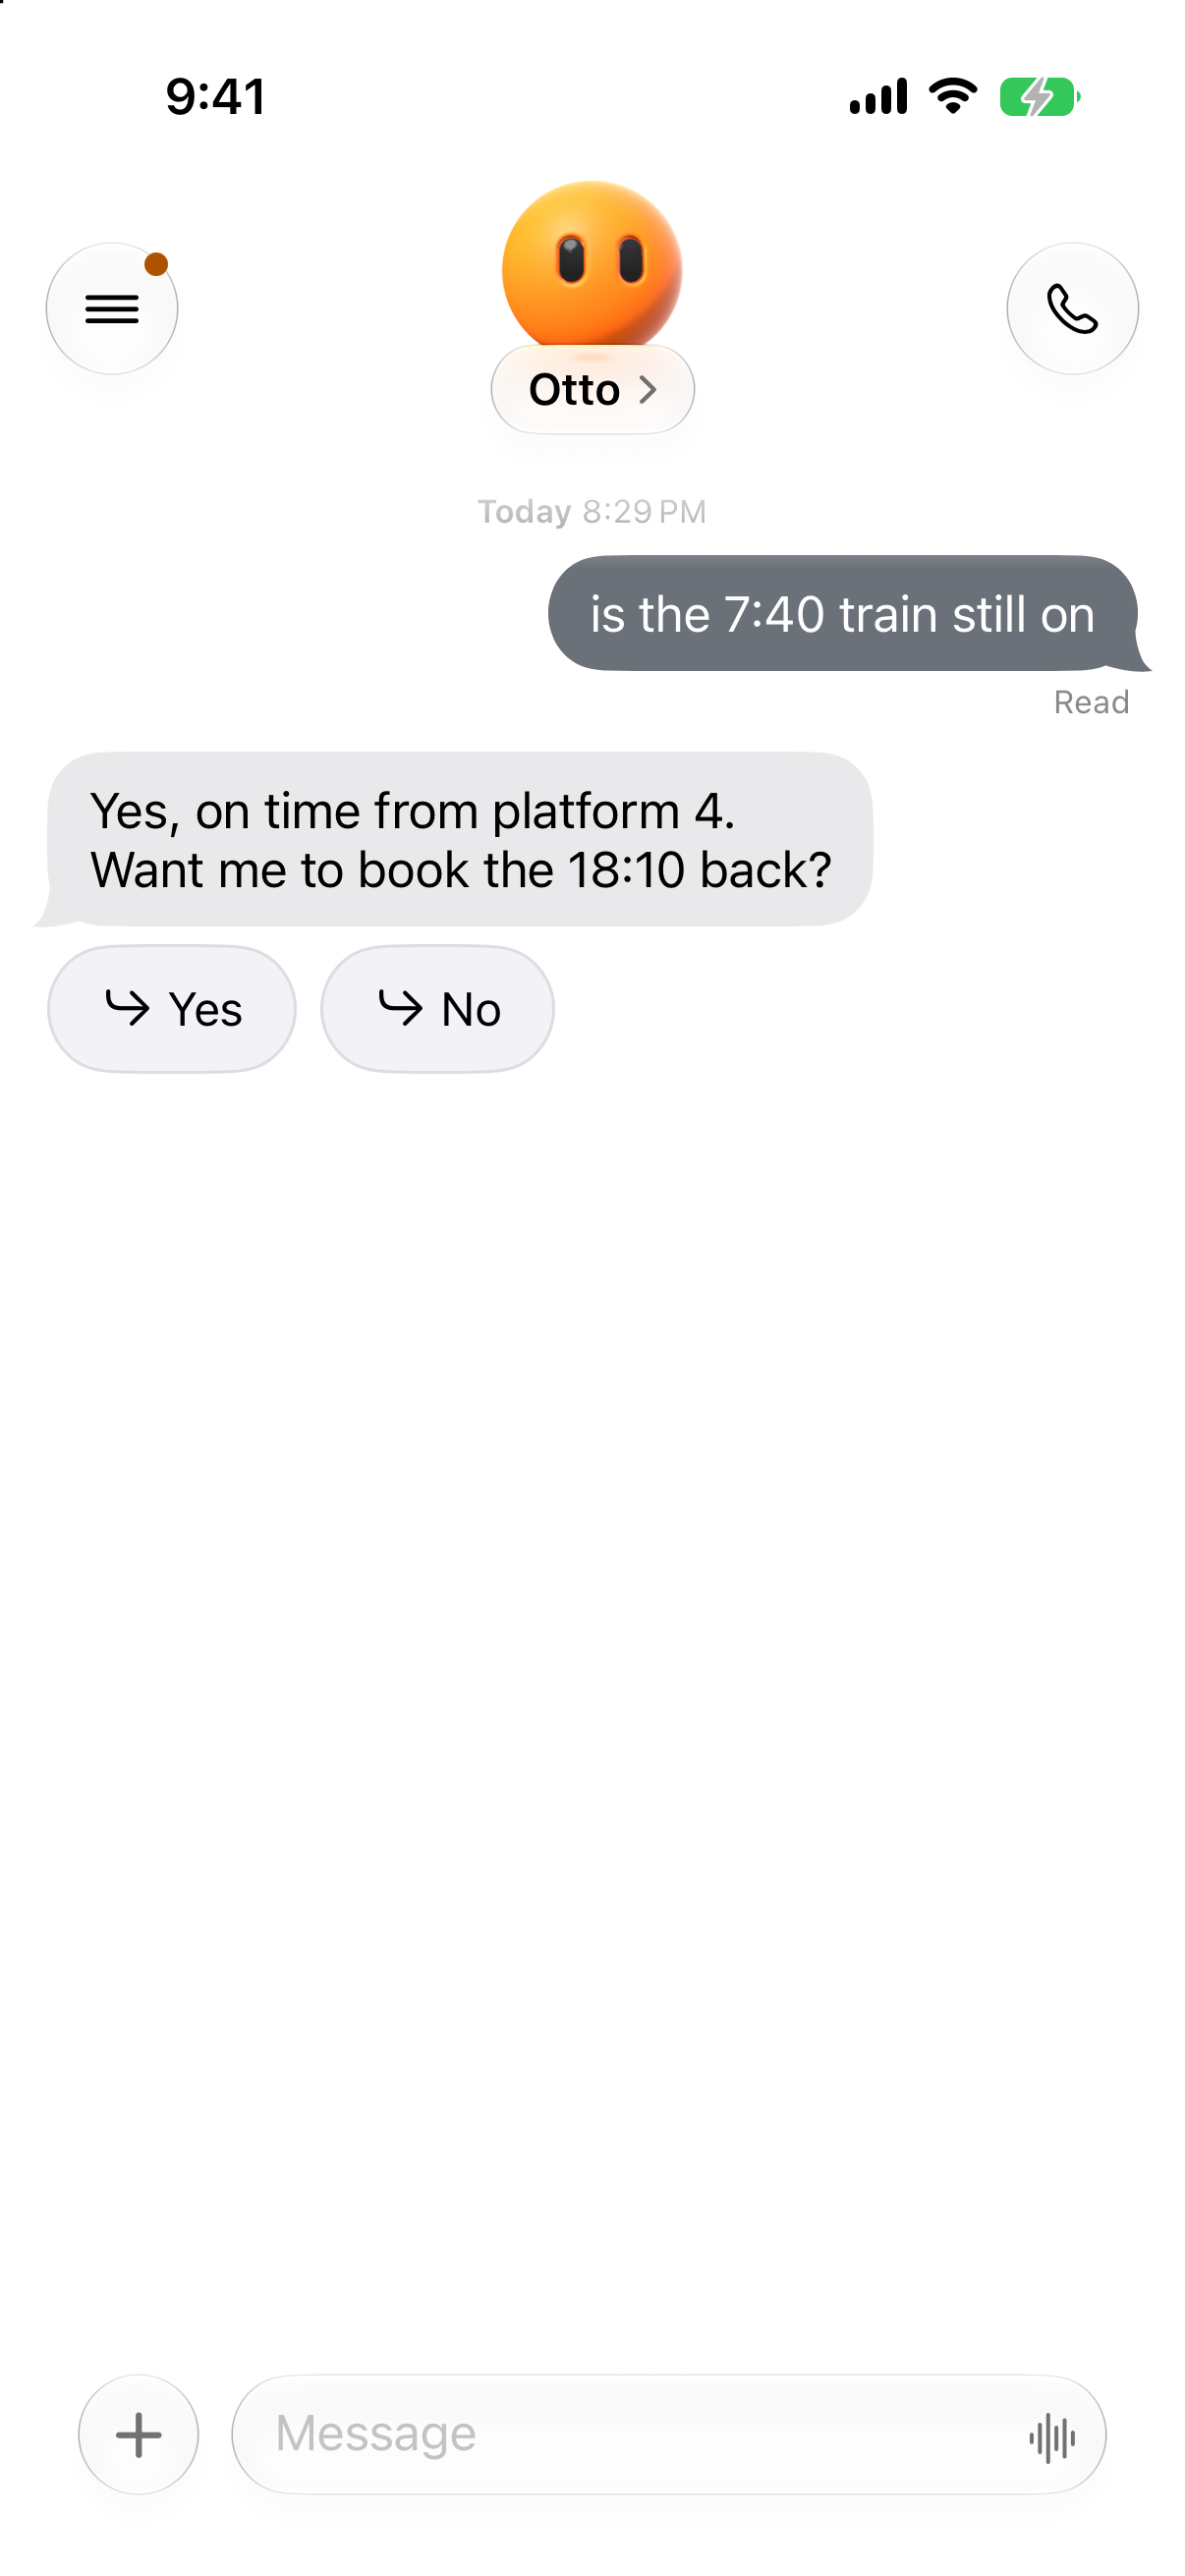 9:41
Otto
Today 8:29 PM
is the 7:40 train still on
Read
Yes, on time from platform 4.
Want me to book the 18:10 back?
Yes
No
Message